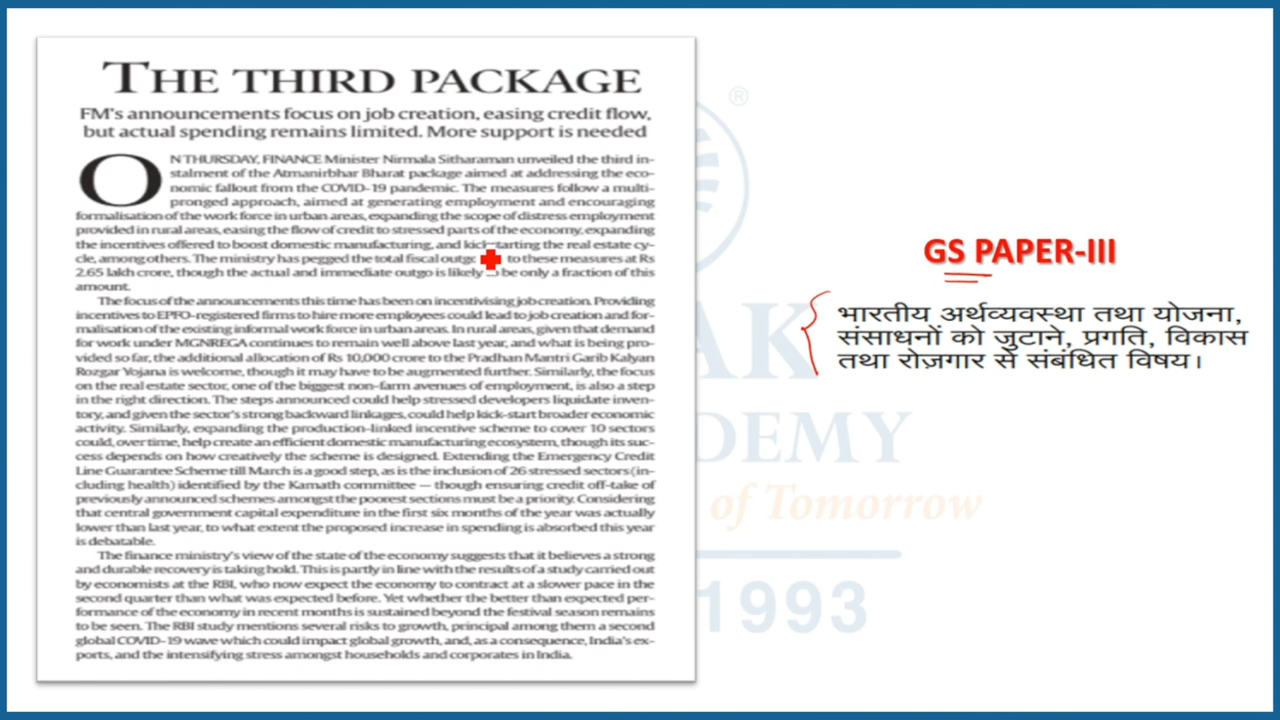 THE THIRD PACKAGE
FM's announcements focus on job creation, easing credit flow,
but actual spending remains limited. More support is needed
ON THURSDAY, FINANCE Minister Nirmala Sitharaman unveiled the third in-
stalment of the Atmanirbhar Bharat package aimed at addressing the eco-
nomic fallout from the COVID-19 pandemic. The measures follow a multi-
pronged approach, aimed at generating employment and encouraging
formalisation of the work force in urban areas, expanding the scope of distress employment
provided in rural areas, easing the flow of credit to stressed parts of the economy, expanding
the incentives offered to boost domestic manufacturing, and kick-starting the real estate cy-
cle, among others. The ministry has pegged the total fiscal outgo to these measures at Rs
2.65 lakh crore, though the actual and immediate outgo is likely to be only a fraction of this
amount.
The focus of the announcements this time has been on incentivising job creation. Providing
incentives to EPFO-registered firms to hire more employees could lead to job creation and for-
malisation of the existing informal work force in urban areas. In rural areas, given that demand
for work under MGNREGA continues to remain well above last year, and what is being pro-
vided so far, the additional allocation of Rs 10,000 crore to the Pradhan Mantri Garib Kalyan
Rozgar Yojana is welcome, though it may have to be augmented further. Similarly, the focus
on the real estate sector, one of the biggest non-farm avenues of employment, is also a step
in the right direction. The steps announced could help stressed developers liquidate inven-
tory, and given the sector's strong backward linkages, could help kick-start broader economic
activity. Similarly, expanding the production-linked incentive scheme to cover 10 sectors
could, over time, help create an efficient domestic manufacturing ecosystem, though its suc-
cess depends on how creatively the scheme is designed. Extending the Emergency Credit
Line Guarantee Scheme till March is a good step, as is the inclusion of 26 stressed sectors (in-
cluding health) identified by the Kamath committee — though ensuring credit off-take of
previously announced schemes amongst the poorest sections must be a priority. Considering
that central government capital expenditure in the first six months of the year was actually
lower than last year, to what extent the proposed increase in spending is absorbed this year
is debatable.
The finance ministry's view of the state of the economy suggests that it believes a strong
and durable recovery is taking hold. This is partly in line with the results of a study carried out
by economists at the RBI, who now expect the economy to contract at a slower pace in the
second quarter than what was expected before. Yet whether the better than expected per-
formance of the economy in recent months is sustained beyond the festival season remains
to be seen. The RBI study mentions several risks to growth, principal among them a second
global COVID-19 wave which could impact global growth, and, as a consequence, India's ex-
ports, and the intensifying stress amongst households and corporates in India.
GS PAPER-III
भारतीय अर्थव्यवस्था तथा योजना,
संसाधनों को जुटाने, प्रगति, विकास
तथा रोज़गार से संबंधित विषय।
®
AK
DEMY
of Tomorrow
1993